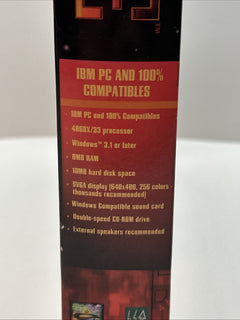 IBM PC AND 100%
COMPATIBLES
• IBM PC and 100% Compatibles
• 486DX/33 processor
• Windows™ 3.1 or later
• 8MB RAM
• 10MB hard disk space
• SVGA display (640x480, 256 colors -
thousands recommended)
• Windows Compatible sound card
• Double-speed CD-ROM drive
• External speakers recommended